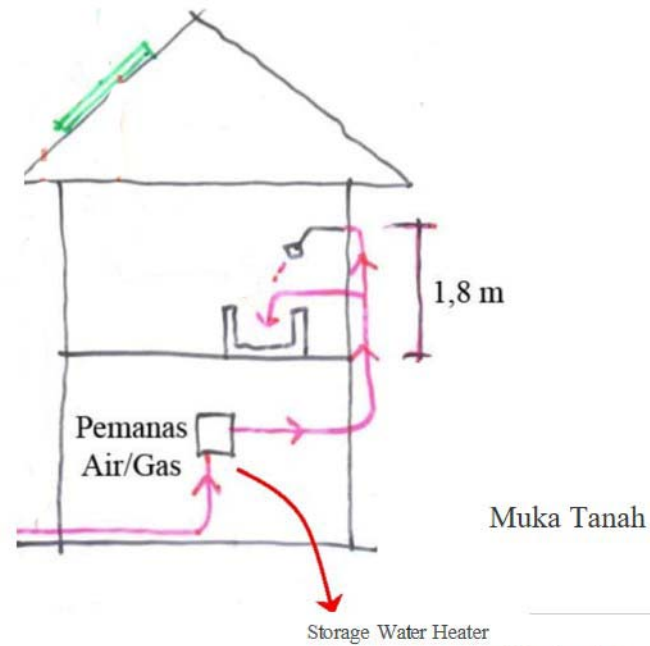 1,8 m
Pemanas
Air/Gas
Muka Tanah
Storage Water Heater